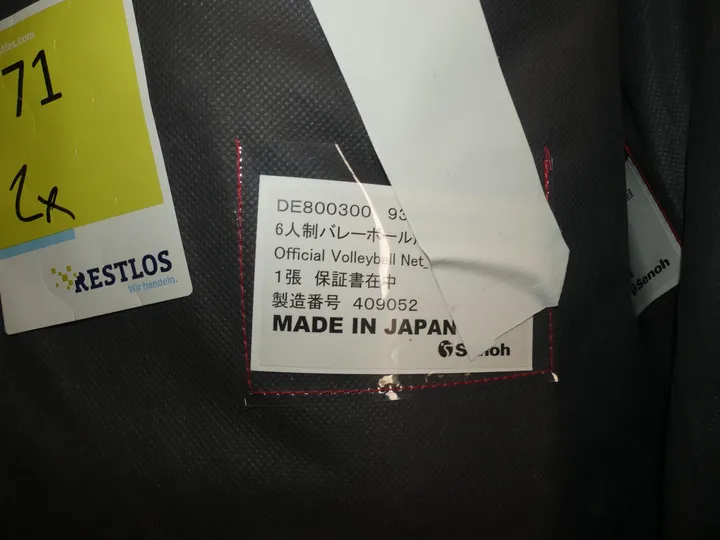 71
2x
RESTLOS
Wir handeln.
DE800300 93
6人制バレーボール
Official Volleyball Net_
1張 保証書在中
製造番号 409052
MADE IN JAPAN
Senoh
Senoh